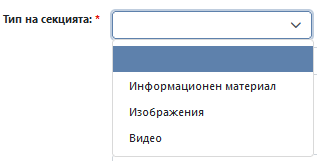 Тип на секцията: *
Информационен материал
Изображения
Видео